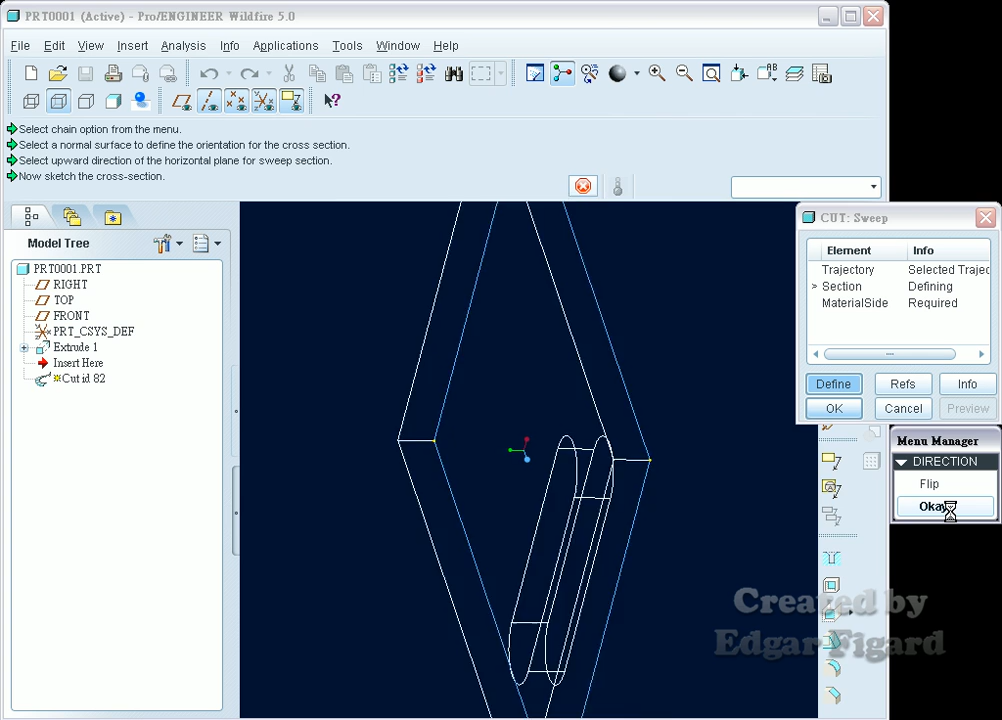 PRT0001 (Active) - Pro/ENGINEER Wildfire 5.0
File Edit View Insert Analysis Info Applications Tools Window Help
Select chain option from the menu.
Select a normal surface to define the orientation for the cross section.
Select upward direction of the horizontal plane for sweep section.
Now sketch the cross-section.
Model Tree
PRT0001.PRT
RIGHT
TOP
FRONT
PRT_CSYS_DEF
Extrude 1
Insert Here
Cut id 82
CUT: Sweep
Element Info
Trajectory Selected Trajec
> Section Defining
MaterialSide Required
Define Refs Info
OK Cancel Preview
Menu Manager
DIRECTION
Flip
Okay
Created by
Edgar Figard